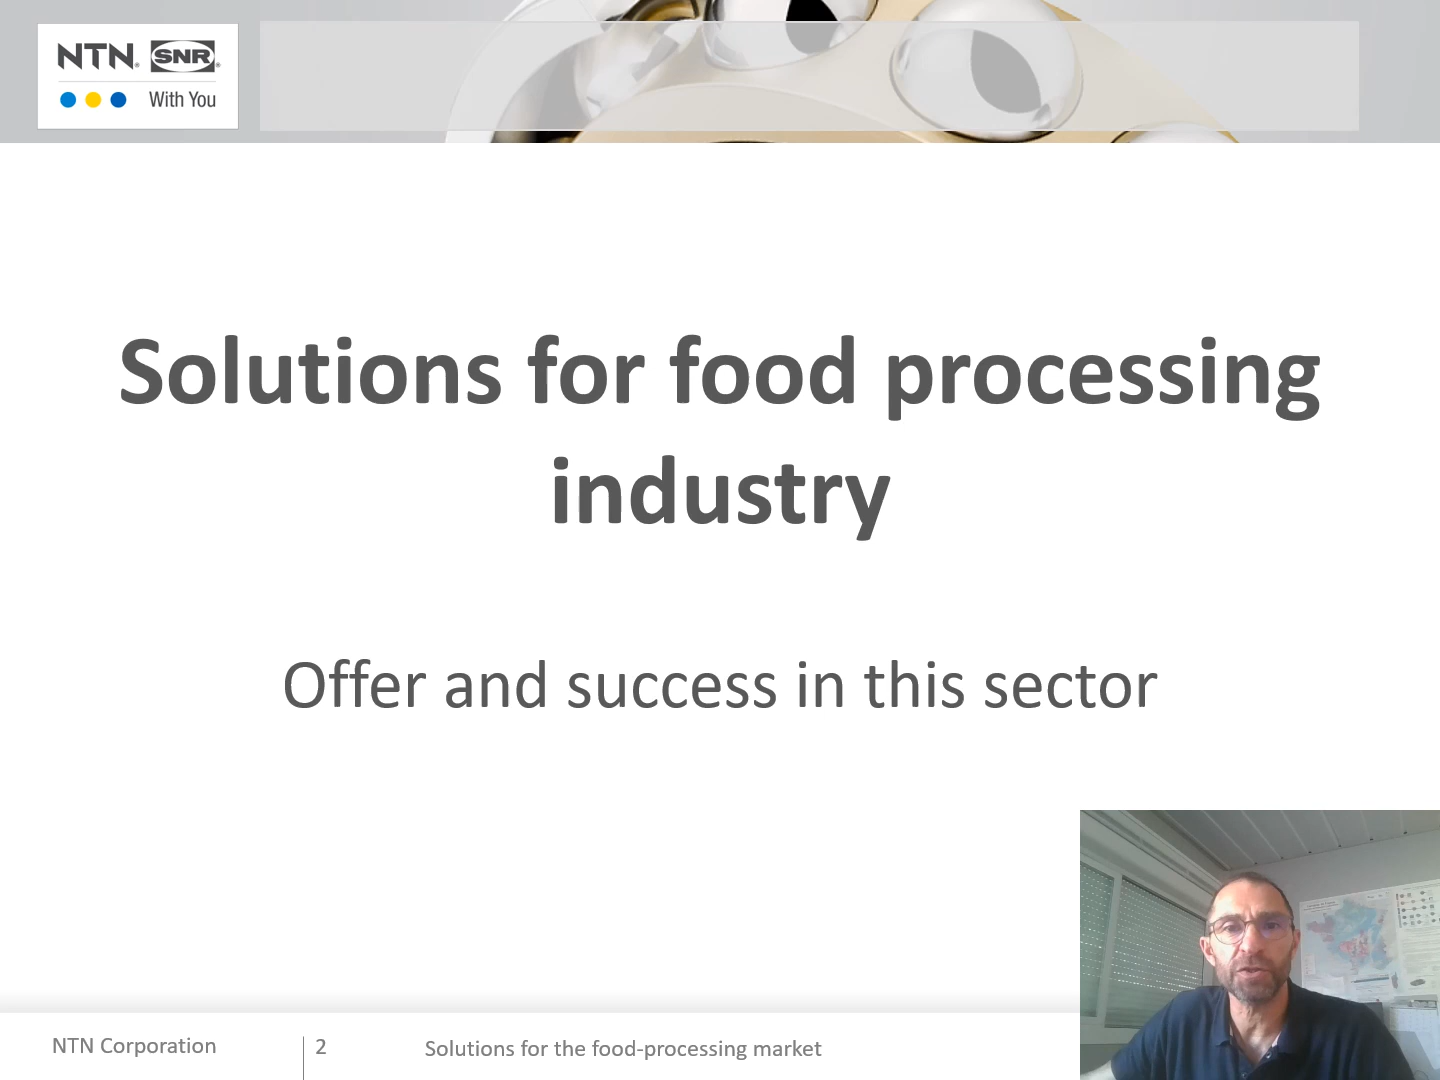 NTN SNR
With You
Solutions for food processing
industry
Offer and success in this sector
NTN Corporation
2
Solutions for the food-processing market